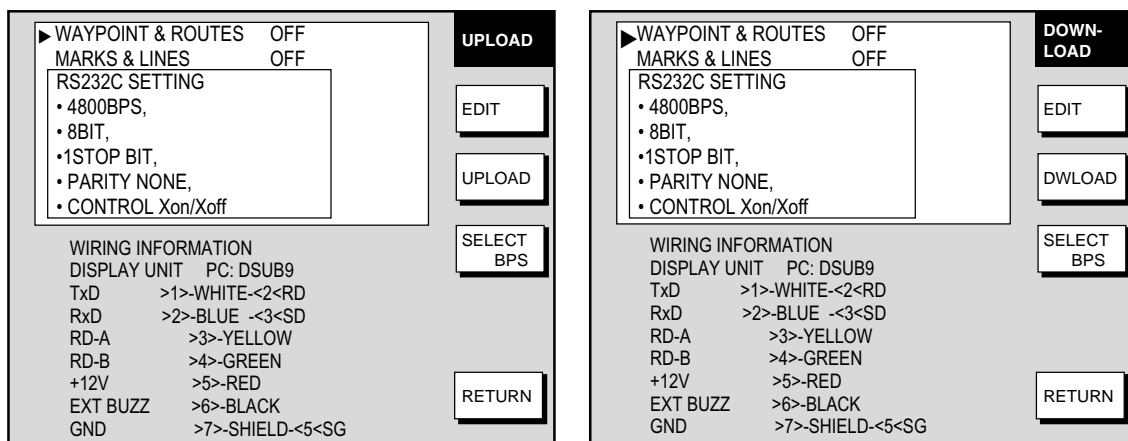 WAYPOINT & ROUTES OFF
MARKS & LINES OFF
RS232C SETTING
• 4800BPS,
• 8BIT,
•1STOP BIT,
• PARITY NONE,
• CONTROL Xon/Xoff
WIRING INFORMATION
DISPLAY UNIT PC: DSUB9
TxD >1>-WHITE-<2<RD
RxD >2>-BLUE -<3<SD
RD-A >3>-YELLOW
RD-B >4>-GREEN
+12V >5>-RED
EXT BUZZ >6>-BLACK
GND >7>-SHIELD-<5<SG
UPLOAD
EDIT
UPLOAD
SELECT
BPS
RETURN
WAYPOINT & ROUTES OFF
MARKS & LINES OFF
RS232C SETTING
• 4800BPS,
• 8BIT,
•1STOP BIT,
• PARITY NONE,
• CONTROL Xon/Xoff
WIRING INFORMATION
DISPLAY UNIT PC: DSUB9
TxD >1>-WHITE-<2<RD
RxD >2>-BLUE -<3<SD
RD-A >3>-YELLOW
RD-B >4>-GREEN
+12V >5>-RED
EXT BUZZ >6>-BLACK
GND >7>-SHIELD-<5<SG
DOWN-
LOAD
EDIT
DWLOAD
SELECT
BPS
RETURN